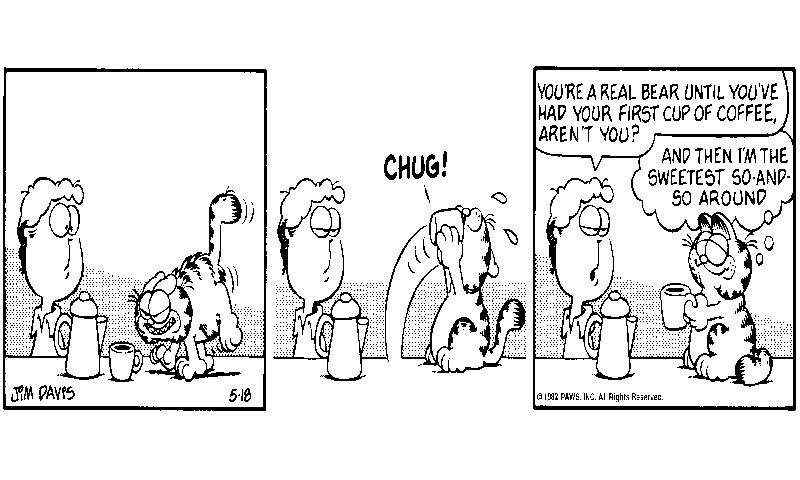 JIM DAVIS
5-18
CHUG!
YOU'RE A REAL BEAR UNTIL YOU'VE
HAD YOUR FIRST CUP OF COFFEE,
AREN'T YOU?
AND THEN I'M THE
SWEETEST SO-AND-
SO AROUND
© 1982 PAWS, INC. All Rights Reserved.